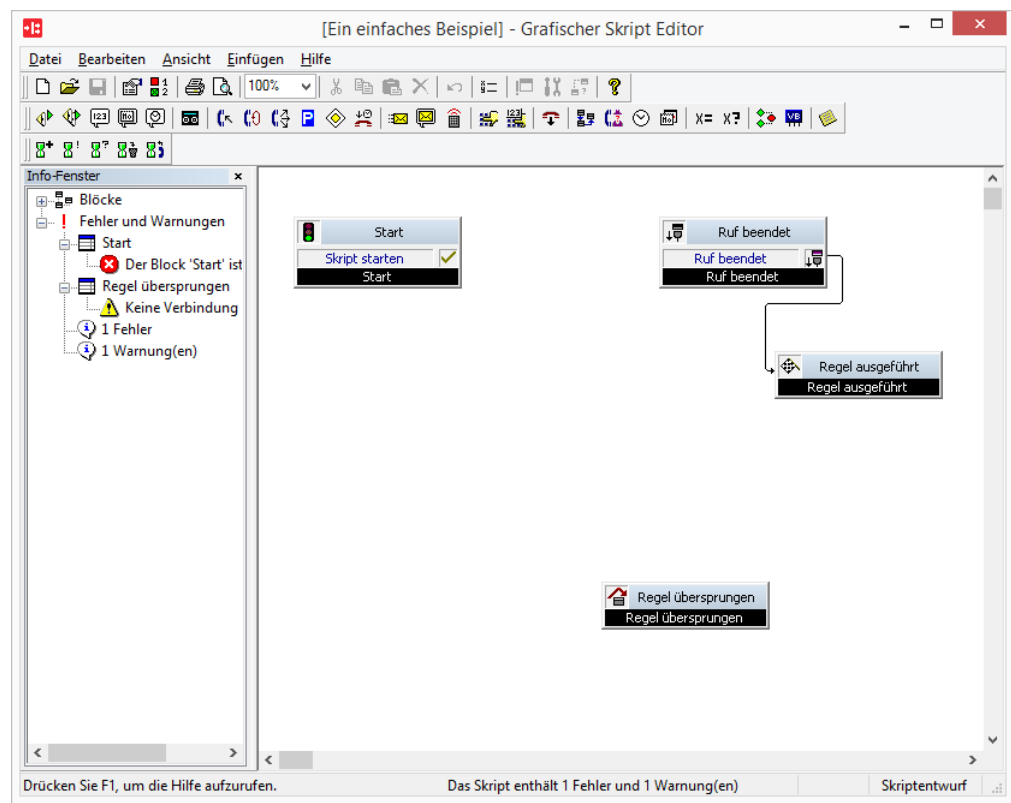 [Ein einfaches Beispiel] - Grafischer Skript Editor
Datei Bearbeiten Ansicht Einfügen Hilfe
100%
X= X?
Info-Fenster
Blöcke
Fehler und Warnungen
Start
Der Block 'Start' ist
Regel übersprungen
Keine Verbindung
1 Fehler
1 Warnung(en)
Start
Skript starten
Start
Ruf beendet
Ruf beendet
Ruf beendet
Regel ausgeführt
Regel ausgeführt
Regel übersprungen
Regel übersprungen
Drücken Sie F1, um die Hilfe aufzurufen.
Das Skript enthält 1 Fehler und 1 Warnung(en)
Skriptentwurf